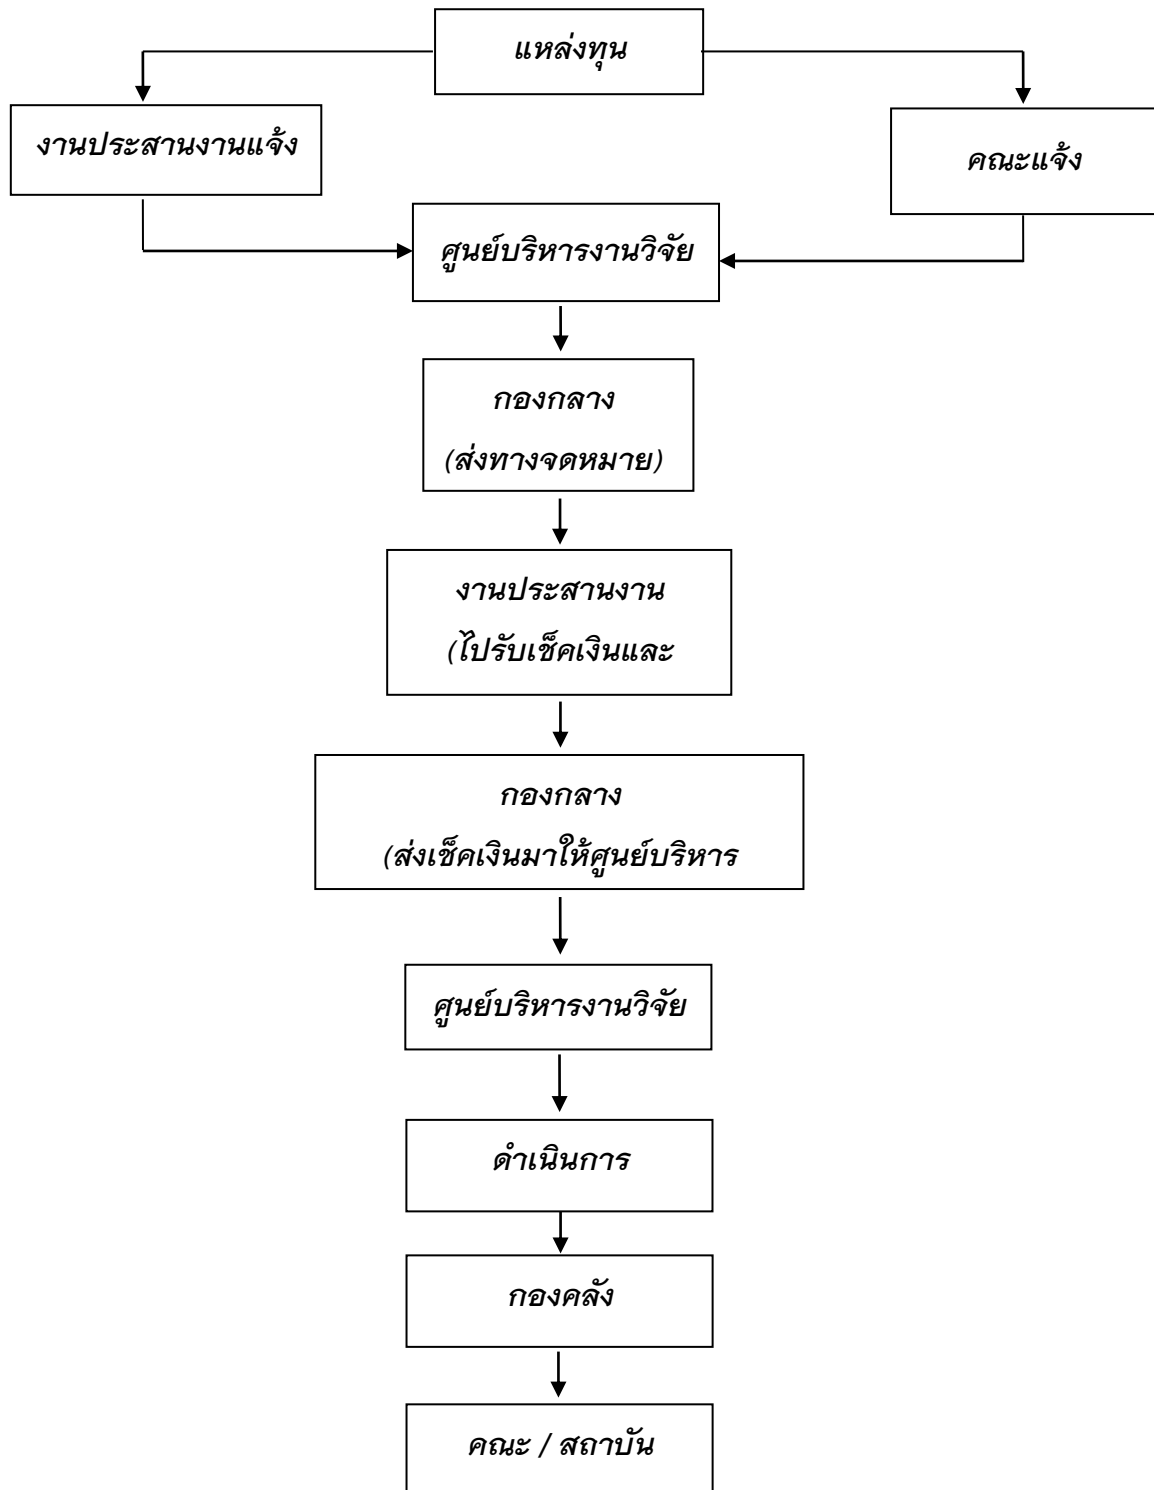 แหล่งทุน
งานประสานงานแจ้ง
คณะแจ้ง
ศูนย์บริหารงานวิจัย
กองกลาง
(ส่งทางจดหมาย)
งานประสานงาน
(ไปรับเช็คเงินและ
กองกลาง
(ส่งเช็คเงินมาให้ศูนย์บริหาร
ศูนย์บริหารงานวิจัย
ดำเนินการ
กองคลัง
คณะ / สถาบัน